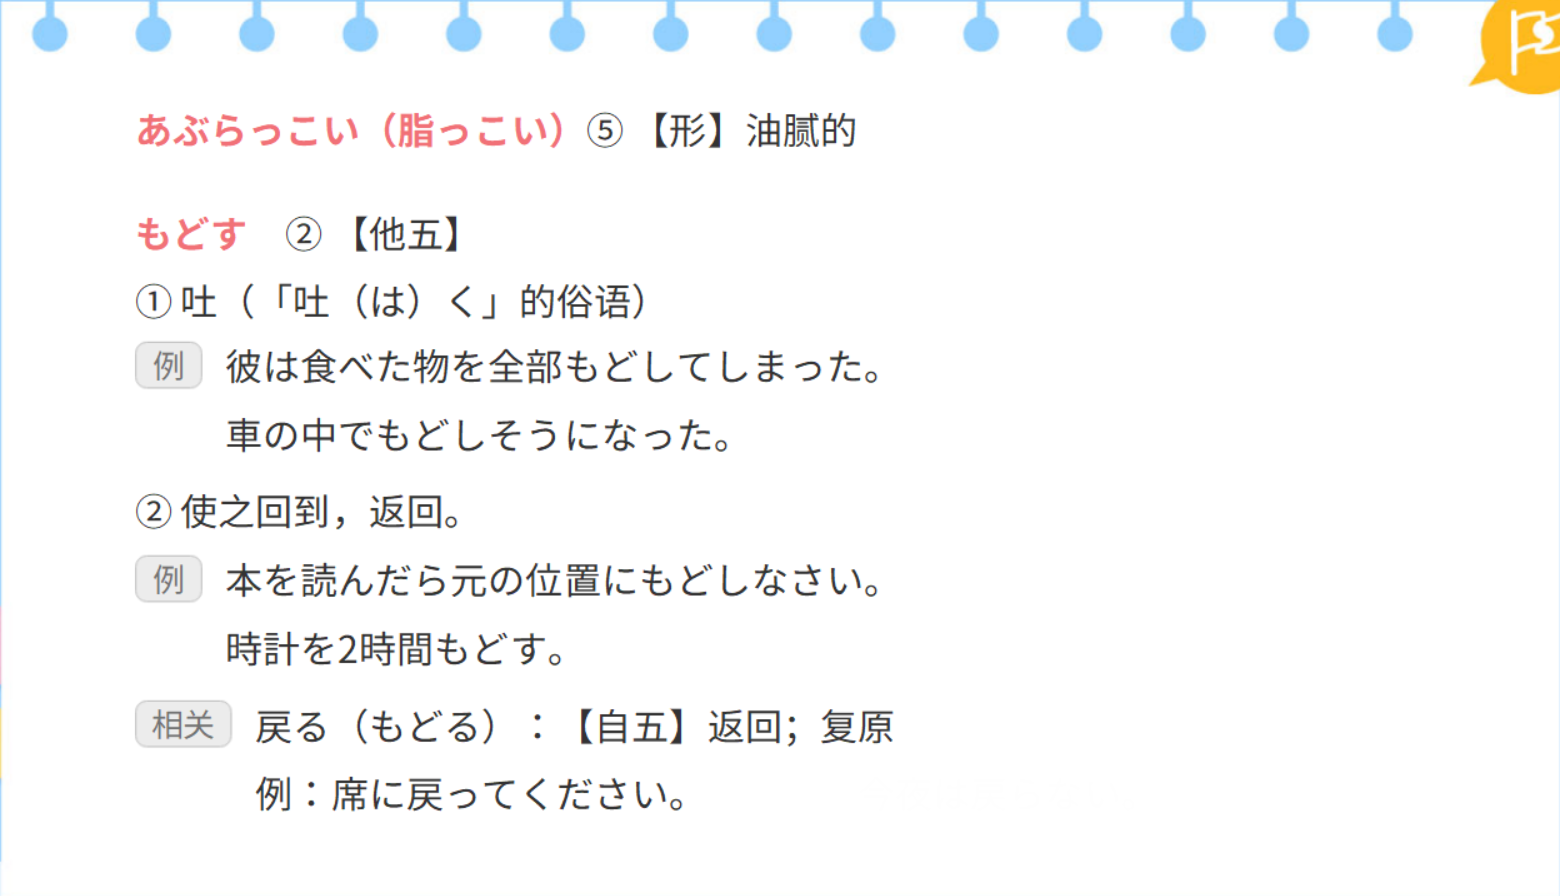 あぶらっこい（脂っこい）⑤【形】油腻的
もどす　②【他五】
①吐（「吐（は）く」的俗语）
例 彼は食べた物を全部もどしてしまった。
車の中でもどしそうになった。
②使之回到，返回。
例 本を読んだら元の位置にもどしなさい。
時計を2時間もどす。
相关 戻る（もどる）：【自五】返回；复原
例：席に戻ってください。